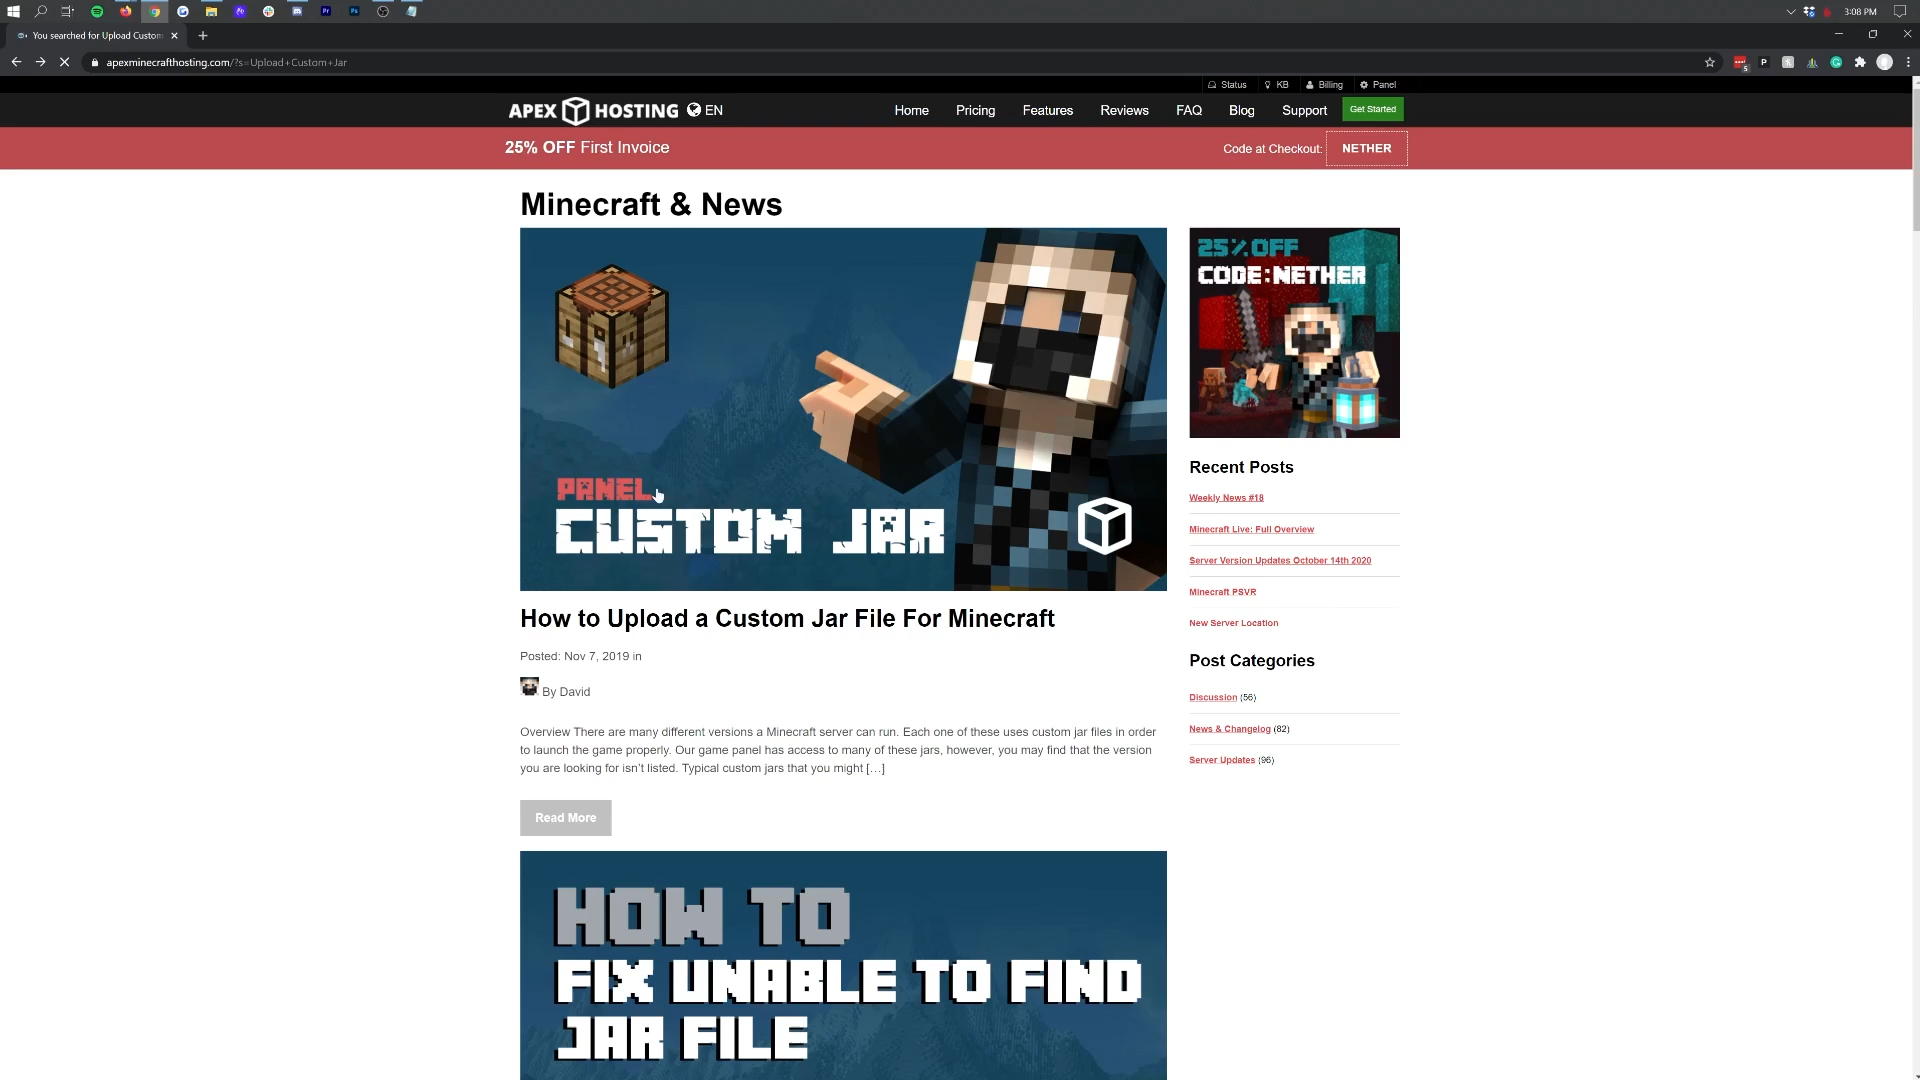 3:08 PM
You searched for Upload Custom
apexminecrafthosting.com/?s=Upload+Custom+Jar
Status KB Billing Panel
APEX HOSTING EN
Home Pricing Features Reviews FAQ Blog Support Get Started
25% OFF First Invoice
Code at Checkout: NETHER
Minecraft & News
PANEL
CUSTOM JAR
How to Upload a Custom Jar File For Minecraft
Posted: Nov 7, 2019 in
By David
Overview There are many different versions a Minecraft server can run. Each one of these uses custom jar files in order
to launch the game properly. Our game panel has access to many of these jars, however, you may find that the version
you are looking for isn't listed. Typical custom jars that you might […]
Read More
HOW TO
FIX UNABLE TO FIND
JAR FILE
25% OFF
CODE:NETHER
Recent Posts
Weekly News #18
Minecraft Live: Full Overview
Server Version Updates October 14th 2020
Minecraft PSVR
New Server Location
Post Categories
Discussion (56)
News & Changelog (82)
Server Updates (96)